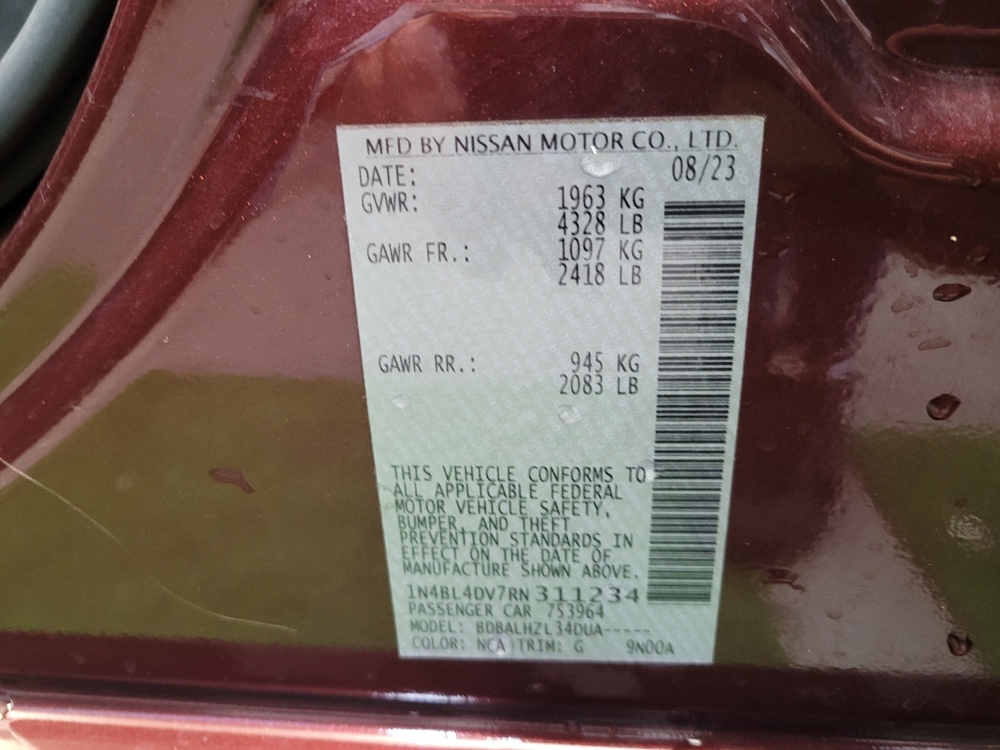 MFD BY NISSAN MOTOR CO., LTD.
DATE: 08/23
GVWR: 1963 KG
4328 LB
GAWR FR.: 1097 KG
2418 LB
GAWR RR.: 945 KG
2083 LB
THIS VEHICLE CONFORMS TO
ALL APPLICABLE FEDERAL
MOTOR VEHICLE SAFETY,
BUMPER, AND THEFT
PREVENTION STANDARDS IN
EFFECT ON THE DATE OF
MANUFACTURE SHOWN ABOVE.
1N4BL4DV7RN311234
PASSENGER CAR 753964
MODEL: BDBALHZL34DUA-----
COLOR: NCA TRIM: G 9N00A